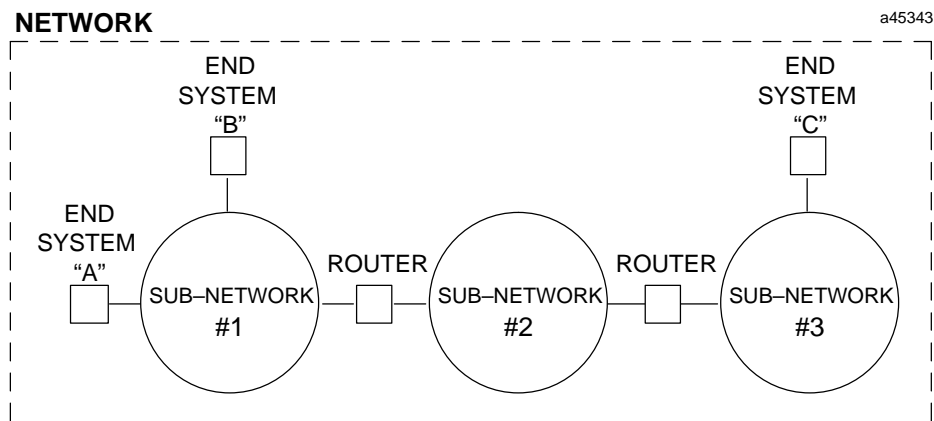 NETWORK
a45343
END
SYSTEM
“B”
END
SYSTEM
“C”
END
SYSTEM
“A”
ROUTER
ROUTER
SUB–NETWORK
#1
SUB–NETWORK
#2
SUB–NETWORK
#3